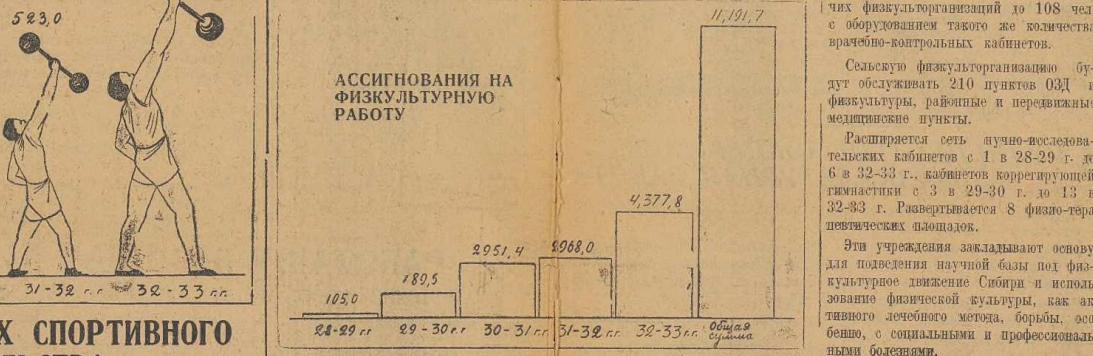 523,0
31-32 г.г. 32-33 г.г.
Х СПОРТИВНОГО
АССИГНОВАНИЯ НА
ФИЗКУЛЬТУРНУЮ
РАБОТУ
105,0
189,5
2951,4
2968,0
4,377,8
11,191,7
28-29 г.г 29-30 г.г 30-31 г.г. 31-32 г.г. 32-33 г.г. Общая
сумма
чих физкульторганизаций до 108 чел
с оборудованием такого же количества
врачебно-контрольных кабинетов.
Сельскую физкульторганизацию бу-
дут обслуживать 210 пунктов ОЗД и
физкультуры, районные и передвижные
медицинские пункты.
Расширяется сеть научно-исследова-
тельских кабинетов с 1 в 28-29 г. до
6 в 32-33 г., кабинетов коррегирующей
гимнастики с 3 в 29-30 г. до 13 в
32-33 г. Развертывается 8 физио-тера
певтических площадок.
Эти учреждения закладывают основу
для подведения научной базы под физ-
культурное движение Сибири и исполь
зование физической культуры, как ак
тивного лечебного метода, борьбы, осо
бенно, с социальными и профессиональ
ными болезнями.